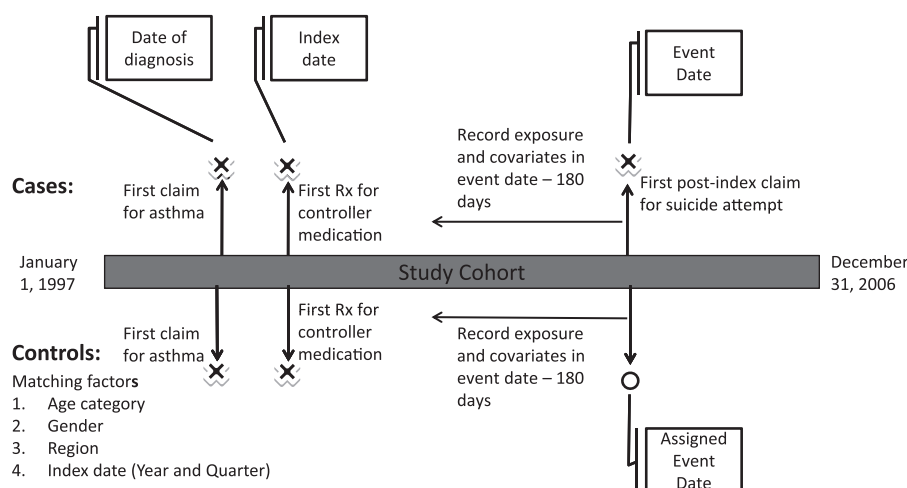 Date of
diagnosis
Index
date
Event
Date
Cases:
First claim
for asthma
First Rx for
controller
medication
Record exposure
and covariates in
event date – 180
days
First post-index claim
for suicide attempt
January
1, 1997
Study Cohort
December
31, 2006
Controls:
First claim
for asthma
First Rx for
controller
medication
Record exposure
and covariates in
event date – 180
days
Matching factors
1. Age category
2. Gender
3. Region
4. Index date (Year and Quarter)
Assigned
Event
Date